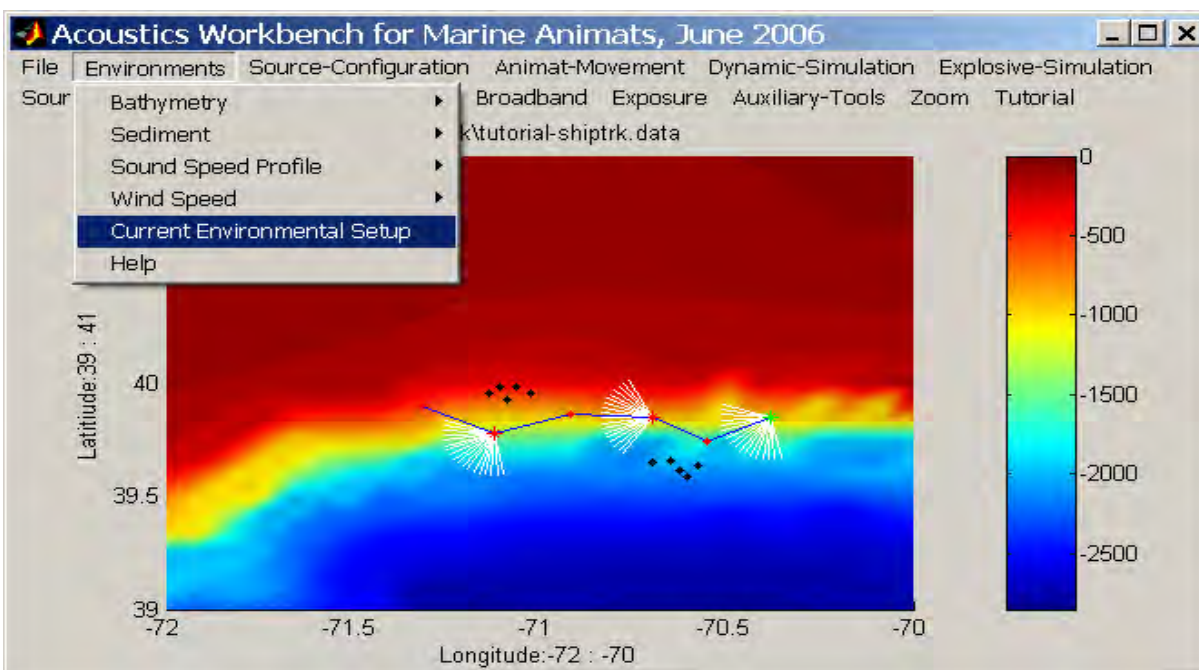 Acoustics Workbench for Marine Animats, June 2006
File Environments Source-Configuration Animat-Movement Dynamic-Simulation Explosive-Simulation
Sour Broadband Exposure Auxiliary-Tools Zoom Tutorial
Bathymetry
Sediment
Sound Speed Profile
Wind Speed
Current Environmental Setup
Help
k\tutorial-shiptrk.data
Latitiude:39 : 41
40
39.5
39
-72 -71.5 -71 -70.5 -70
Longitude:-72 : -70
0
-500
-1000
-1500
-2000
-2500